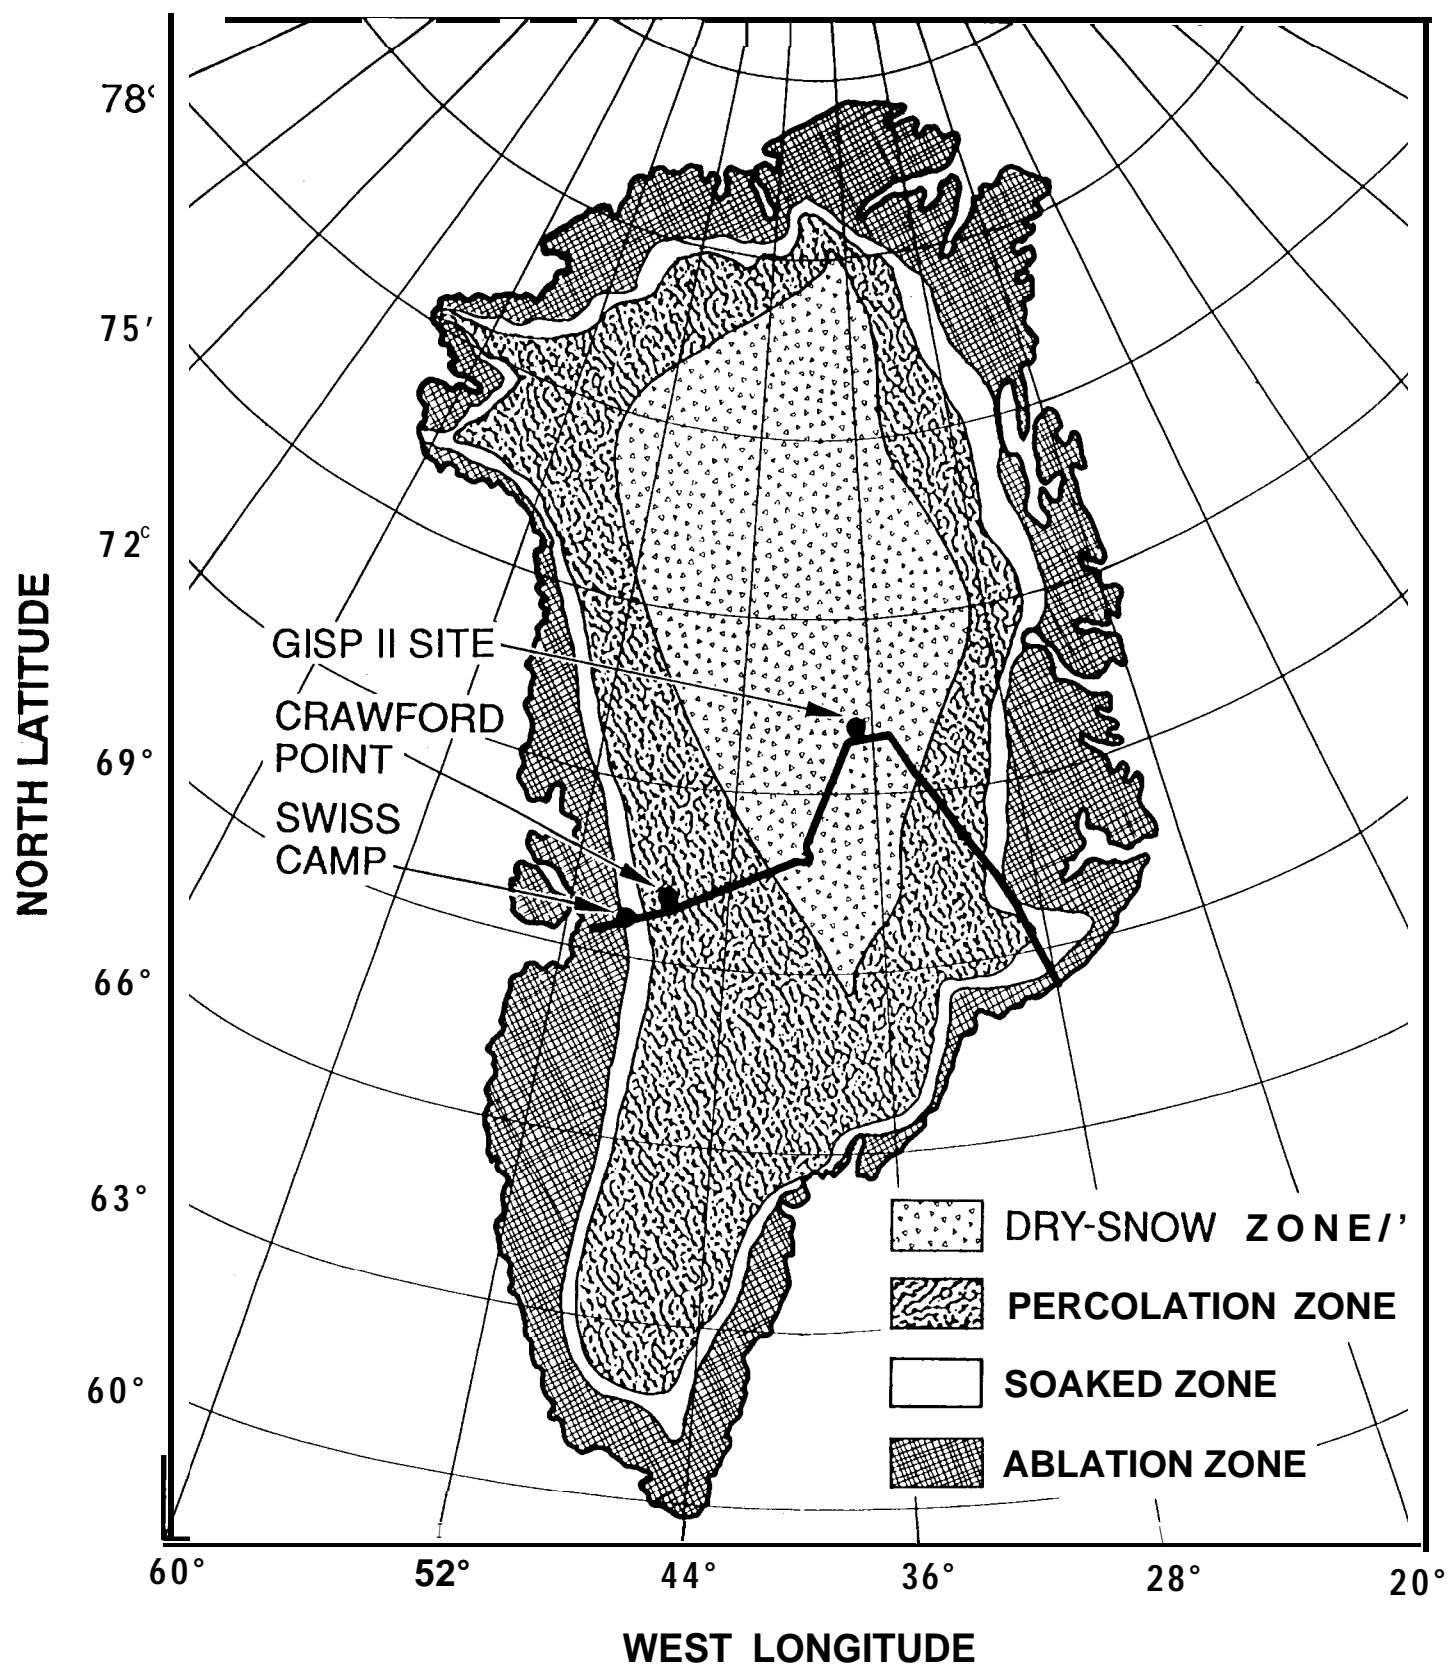 78°
75′
72c
69°
66°
63°
60°
NORTH LATITUDE
GISP II SITE
CRAWFORD
POINT
SWISS
CAMP
DRY-SNOW ZONE/'
PERCOLATION ZONE
SOAKED ZONE
ABLATION ZONE
60° 52° 44° 36° 28° 20°
WEST LONGITUDE